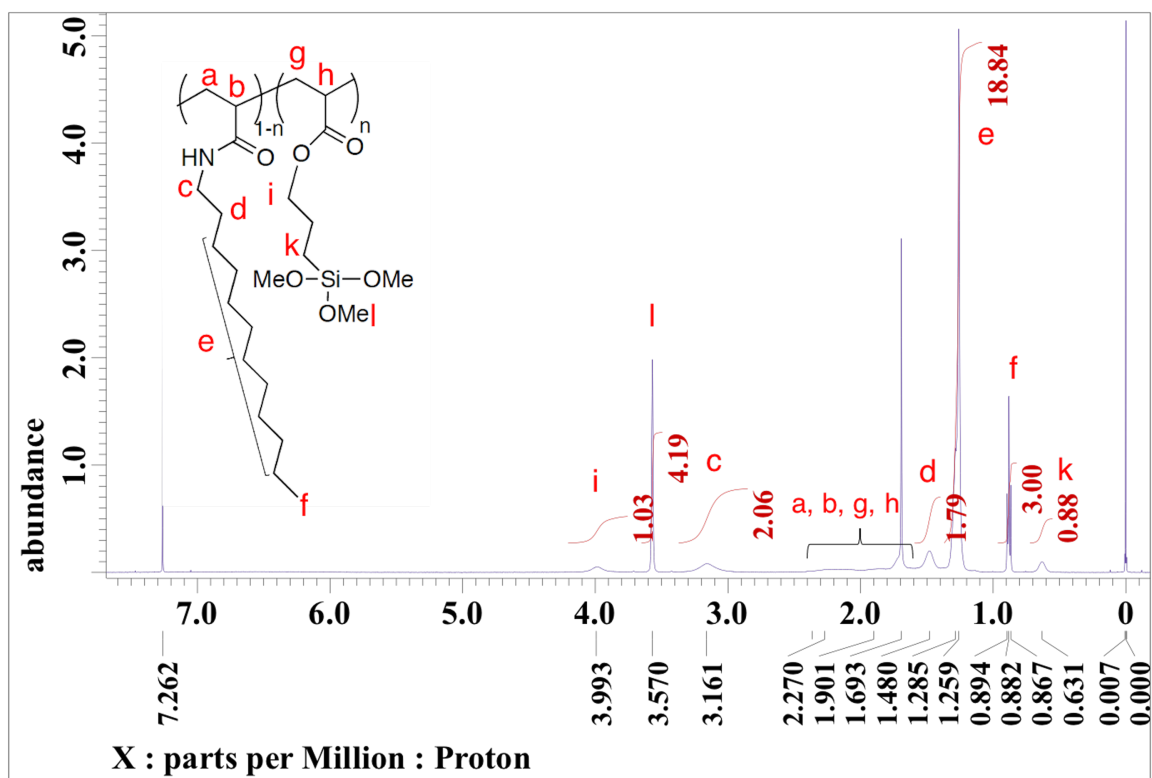 5.0
4.0
3.0
2.0
1.0
abundance
a
b
g
h
1-n
n
HN
O
O
O
c
d
i
k
MeO
Si
OMe
OMe
l
e
f
i
1.03
l
4.19
c
2.06
a, b, g, h
d
1.79
18.84
e
f
3.00
k
0.88
7.0 6.0 5.0 4.0 3.0 2.0 1.0 0
7.262
3.993
3.570
3.161
2.270
1.901
1.693
1.480
1.285
1.259
0.894
0.882
0.867
0.631
0.007
0.000
X : parts per Million : Proton